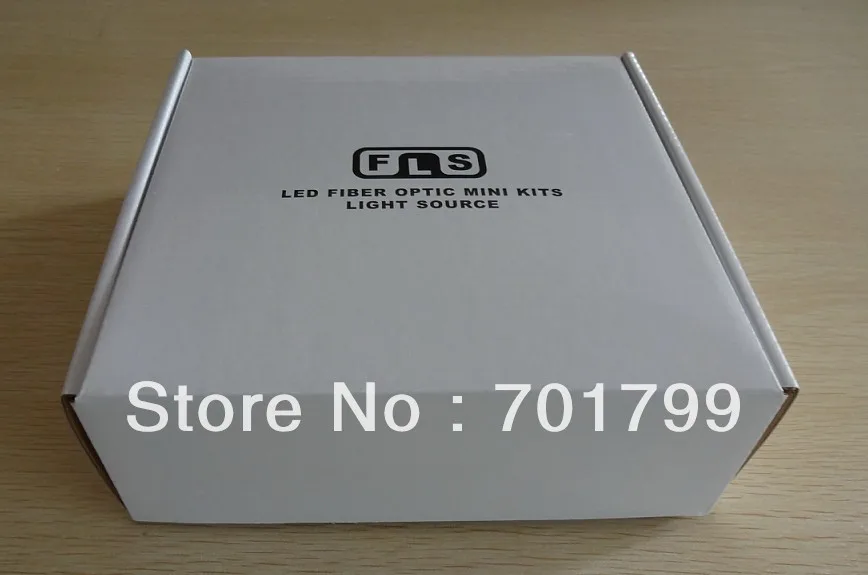 FLS
LED FIBER OPTIC MINI KITS
LIGHT SOURCE
Store No : 701799